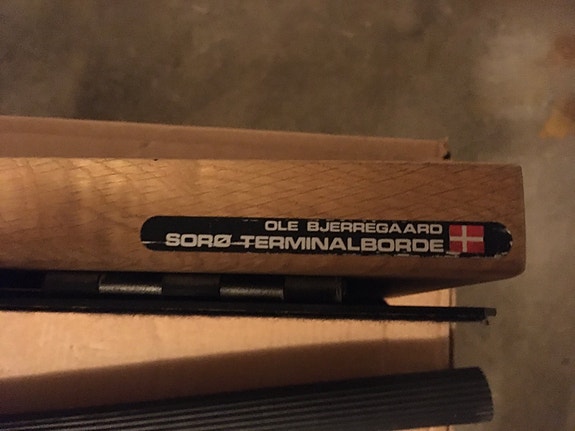 OLE BJERREGAARD
SORØ TERMINALBORDE